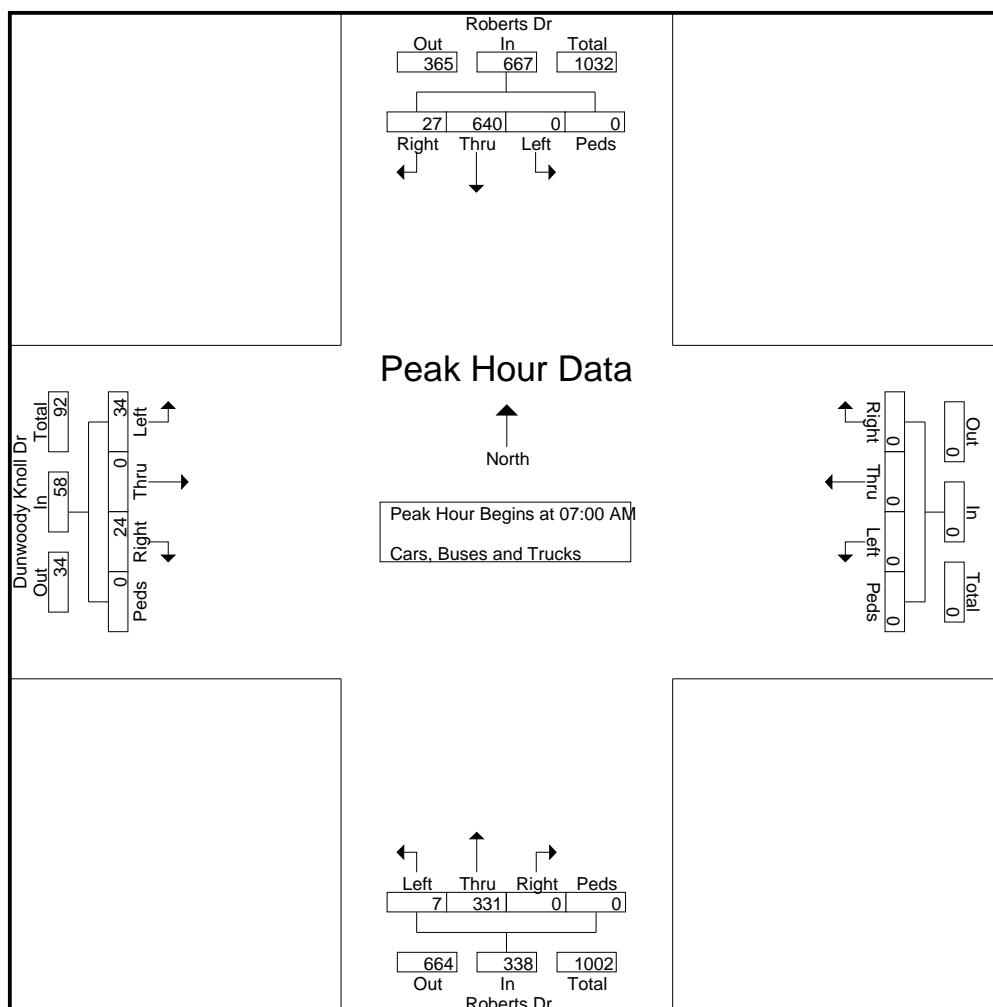 Roberts Dr
Out In Total
365 667 1032
27 640 0 0
Right Thru Left Peds
Peak Hour Data
North
Peak Hour Begins at 07:00 AM
Cars, Buses and Trucks
Dunwoody Knoll Dr
Out In Total
34 58 92
34 0 24 0
Left Thru Right Peds
Out In Total
0 0 0
0 0 0 0
Right Thru Left Peds
Left Thru Right Peds
7 331 0 0
664 338 1002
Out In Total
Roberts Dr